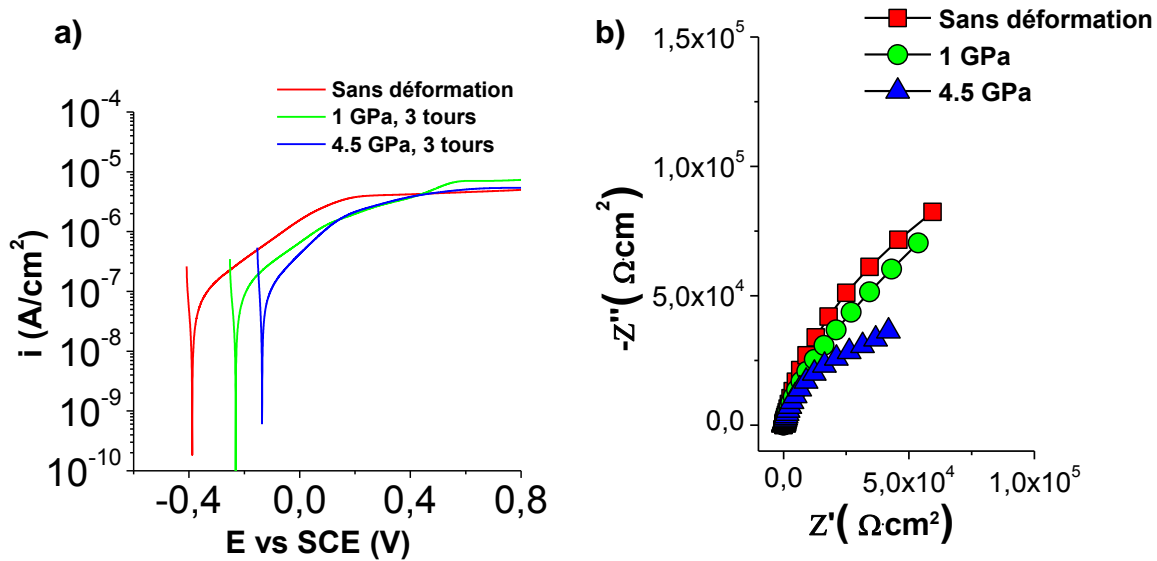 a)
Sans déformation
1 GPa, 3 tours
4.5 GPa, 3 tours
10⁻⁴
10⁻⁵
10⁻⁶
10⁻⁷
10⁻⁸
10⁻⁹
10⁻¹⁰
i (A/cm²)
-0,4 0,0 0,4 0,8
E vs SCE (V)
b)
Sans déformation
1 GPa
4.5 GPa
1,5x10⁵
1,0x10⁵
5,0x10⁴
0,0
-Z''( Ω·cm²)
0,0 5,0x10⁴ 1,0x10⁵
Z'( Ω·cm²)